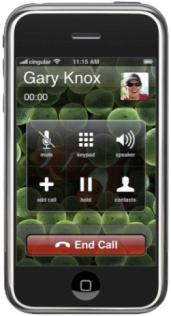 cingular 11:15 AM
Gary Knox
00:00
mute keypad speaker
add call hold contacts
End Call